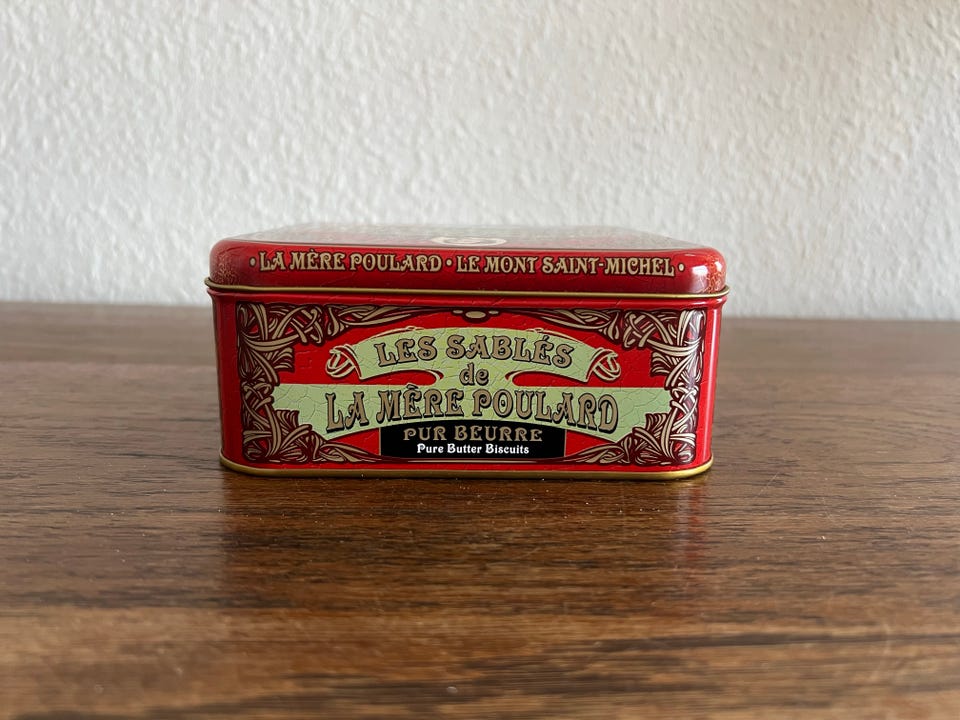 · LA MÈRE POULARD · LE MONT SAINT-MICHEL ·
LES SABLÉS
de
LA MÈRE POULARD
PUR BEURRE
Pure Butter Biscuits